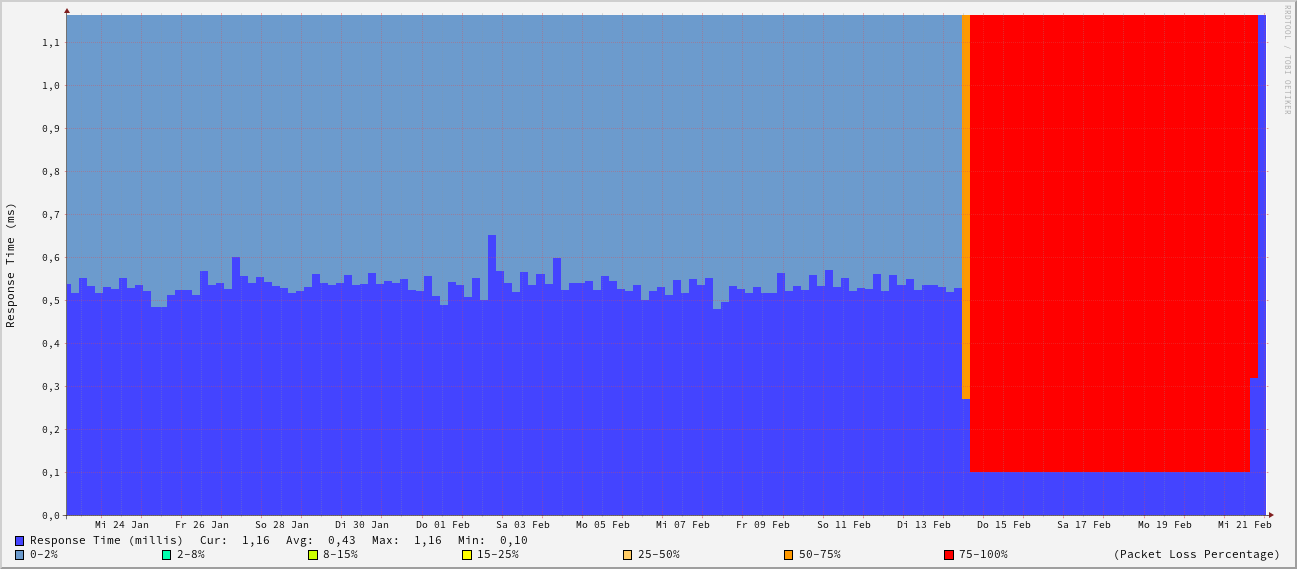 RRDTOOL / TOBI OETIKER
Response Time (ms)
1,1
1,0
0,9
0,8
0,7
0,6
0,5
0,4
0,3
0,2
0,1
0,0
Mi 24 Jan Fr 26 Jan So 28 Jan Di 30 Jan Do 01 Feb Sa 03 Feb Mo 05 Feb Mi 07 Feb Fr 09 Feb So 11 Feb Di 13 Feb Do 15 Feb Sa 17 Feb Mo 19 Feb Mi 21 Feb
Response Time (millis) Cur: 1,16 Avg: 0,43 Max: 1,16 Min: 0,10
0-2% 2-8% 8-15% 15-25% 25-50% 50-75% 75-100% (Packet Loss Percentage)